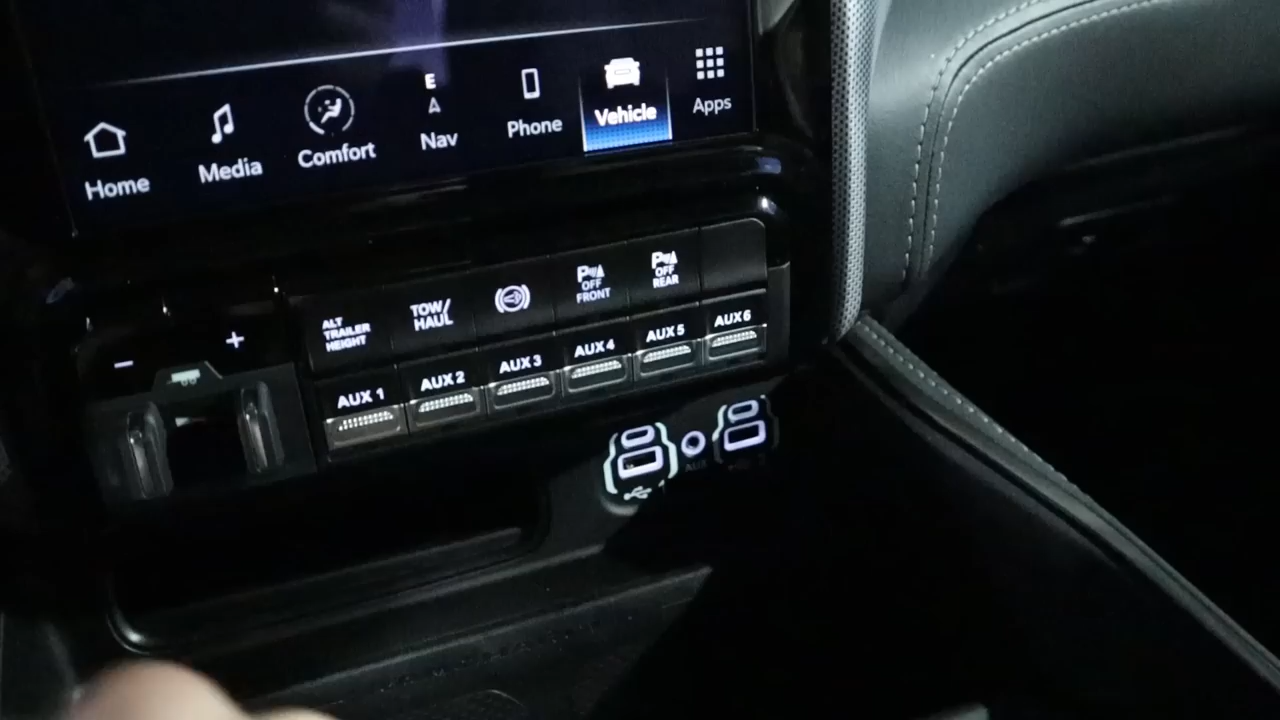 E
Home
Media
Comfort
Nav
Phone
Vehicle
Apps
ALT
TRAILER
HEIGHT
TOW/
HAUL
P
OFF
FRONT
P
OFF
REAR
− +
AUX 1
AUX 2
AUX 3
AUX 4
AUX 5
AUX 6
AUX